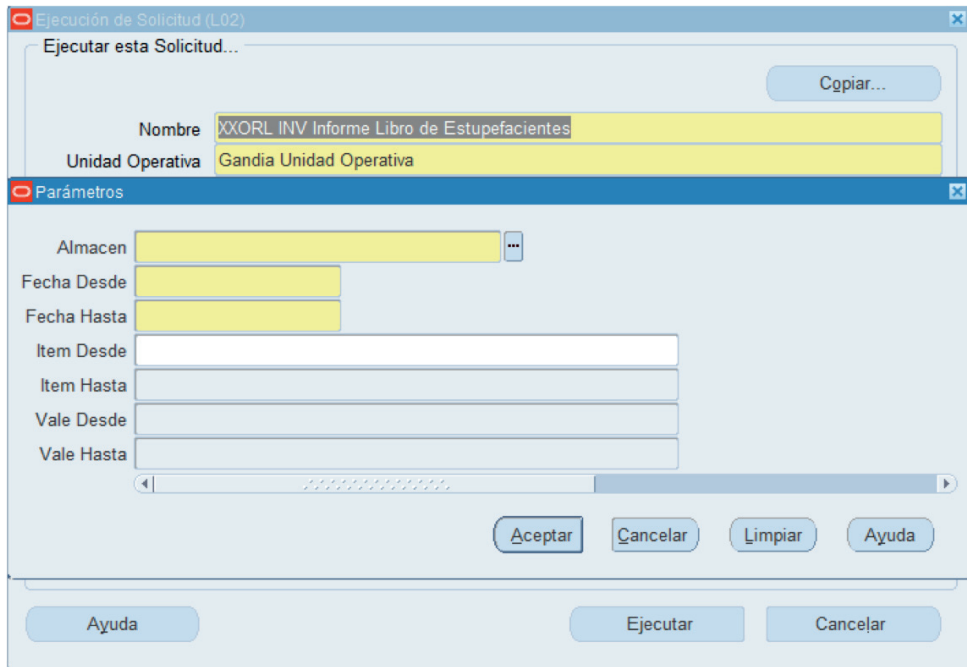 Ejecución de Solicitud (L02)
Ejecutar esta Solicitud...
Copiar...
Nombre XXORL INV Informe Libro de Estupefacientes
Unidad Operativa Gandia Unidad Operativa
Parámetros
Almacen
Fecha Desde
Fecha Hasta
Item Desde
Item Hasta
Vale Desde
Vale Hasta
Aceptar Cancelar Limpiar Ayuda
Ayuda Ejecutar Cancelar